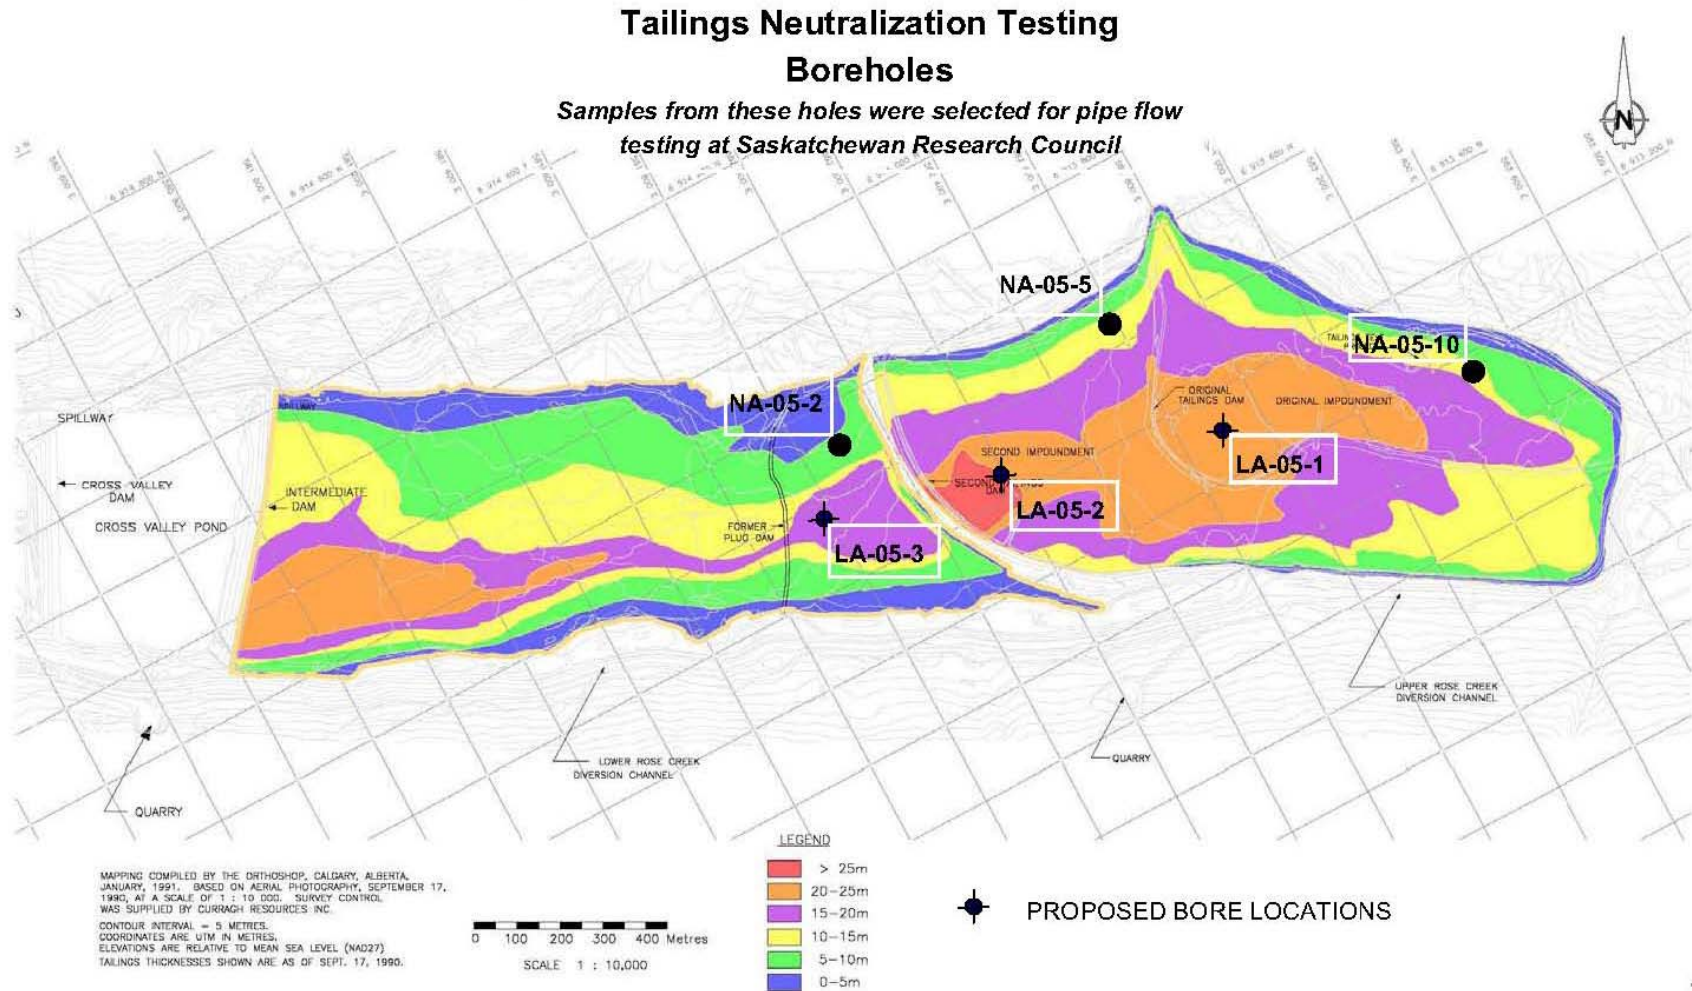 Tailings Neutralization Testing
Boreholes
Samples from these holes were selected for pipe flow
testing at Saskatchewan Research Council
N
NA-05-5
NA-05-10
NA-05-2
SPILLWAY
ORIGINAL
TAILINGS DAM
ORIGINAL IMPOUNDMENT
SECOND IMPOUNDMENT
LA-05-1
CROSS VALLEY
DAM
INTERMEDIATE
DAM
SECOND
DAM
LA-05-2
CROSS VALLEY POND
FORMER
PLUG DAM
LA-05-3
UPPER ROSE CREEK
DIVERSION CHANNEL
LOWER ROSE CREEK
DIVERSION CHANNEL
QUARRY
QUARRY
LEGEND
> 25m
20-25m
15-20m
10-15m
5-10m
0-5m
MAPPING COMPILED BY THE ORTHOSHOP, CALGARY, ALBERTA,
JANUARY, 1991. BASED ON AERIAL PHOTOGRAPHY, SEPTEMBER 17,
1990, AT A SCALE OF 1 : 10 000. SURVEY CONTROL
WAS SUPPLIED BY CURRAGH RESOURCES INC.
CONTOUR INTERVAL = 5 METRES.
COORDINATES ARE UTM IN METRES.
ELEVATIONS ARE RELATIVE TO MEAN SEA LEVEL (NAD27)
TAILINGS THICKNESSES SHOWN ARE AS OF SEPT. 17, 1990.
0 100 200 300 400 Metres
SCALE 1 : 10,000
PROPOSED BORE LOCATIONS